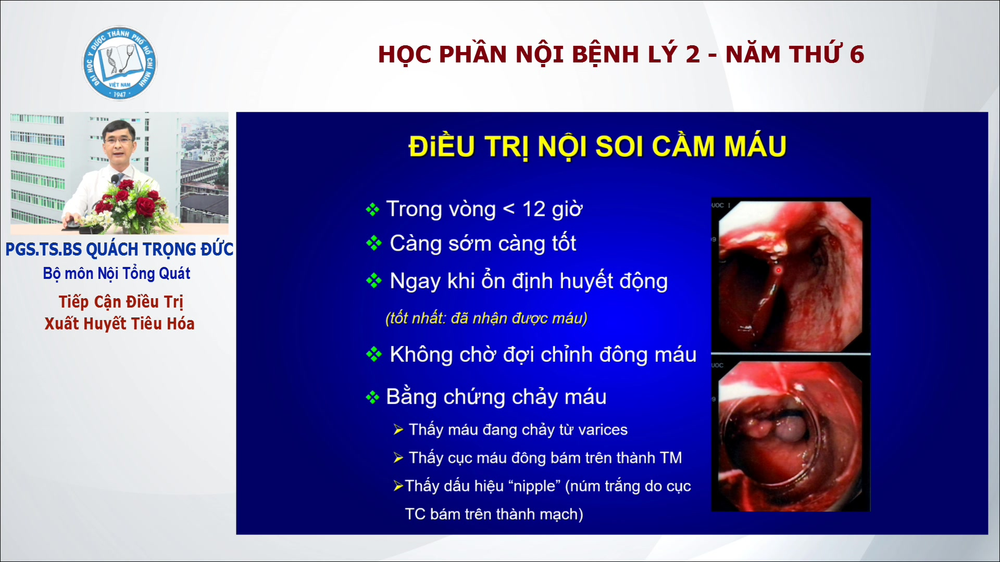 ĐẠI HỌC Y DƯỢC THÀNH PHỐ HỒ CHÍ MINH
VIỆT NAM
1947
HỌC PHẦN NỘI BỆNH LÝ 2 - NĂM THỨ 6
PGS.TS.BS QUÁCH TRỌNG ĐỨC
Bộ môn Nội Tổng Quát
Tiếp Cận Điều Trị
Xuất Huyết Tiêu Hóa
ĐiỀU TRỊ NỘI SOI CẦM MÁU
Trong vòng < 12 giờ
Càng sớm càng tốt
Ngay khi ổn định huyết động
(tốt nhất: đã nhận được máu)
Không chờ đợi chỉnh đông máu
Bằng chứng chảy máu
Thấy máu đang chảy từ varices
Thấy cục máu đông bám trên thành TM
Thấy dấu hiệu “nipple” (núm trắng do cục
TC bám trên thành mạch)
UOC I
9
UOC
9